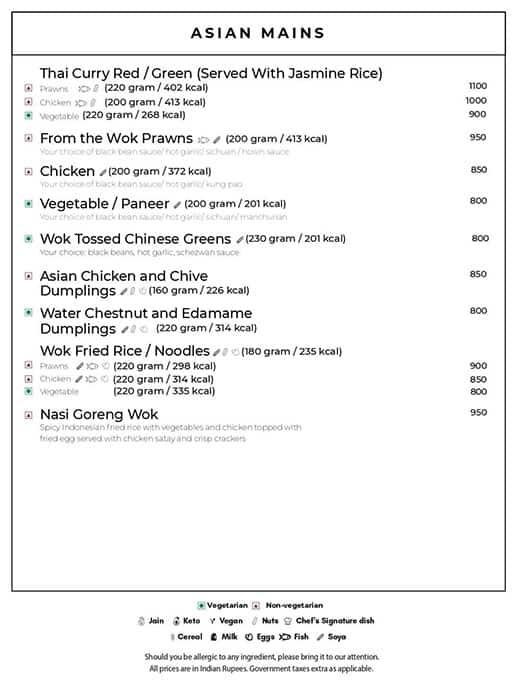 ASIAN MAINS
Thai Curry Red / Green (Served With Jasmine Rice)
Prawns (220 gram / 402 kcal) 1100
Chicken (200 gram / 413 kcal) 1000
Vegetable (220 gram / 268 kcal) 900
From the Wok Prawns (200 gram / 413 kcal) 950
Your choice of black bean sauce/ hot garlic/ sichuan / hoisin sauce
Chicken (200 gram / 372 kcal) 850
Your choice of black bean sauce/ hot garlic/ kung pao
Vegetable / Paneer (200 gram / 201 kcal) 800
Your choice of black bean sauce/ hot garlic/ sichuan/ manchurian
Wok Tossed Chinese Greens (230 gram / 201 kcal) 800
Your choice: black beans, hot garlic, schezwan sauce
Asian Chicken and Chive 850
Dumplings (160 gram / 226 kcal)
Water Chestnut and Edamame 800
Dumplings (220 gram / 314 kcal)
Wok Fried Rice / Noodles (180 gram / 235 kcal)
Prawns (220 gram / 298 kcal) 900
Chicken (220 gram / 314 kcal) 850
Vegetable (220 gram / 335 kcal) 800
Nasi Goreng Wok 950
Spicy Indonesian fried rice with vegetables and chicken topped with
fried egg served with chicken satay and crisp crackers
Vegetarian Non-vegetarian
Jain Keto Vegan Nuts Chef's Signature dish
Cereal Milk Eggs Fish Soya
Should you be allergic to any ingredient, please bring it to our attention.
All prices are in Indian Rupees. Government taxes extra as applicable.